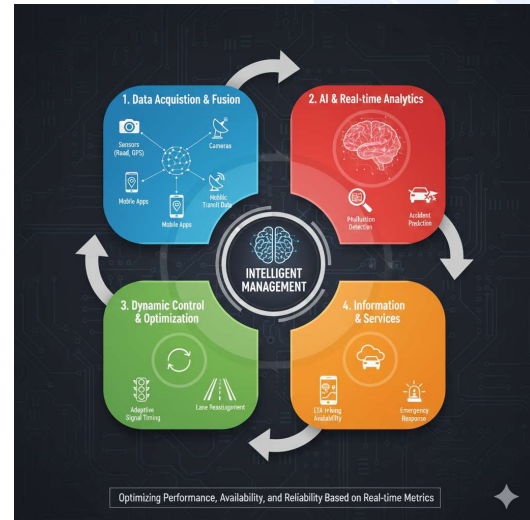 1. Data Acquistion & Fusion
Sensors
(Road, GPS)
Cameras
Mobile Apps
Mobile Apps
Transit Data
2. AI & Real-time Analytics
Detection
Accident
Prediction
INTELLIGENT
MANAGEMENT
3. Dynamic Control
& Optimization
Adaptive
Signal Timing
Lane
4. Information
& Services
ETA
Availability
Emergency
Response
Optimizing Performance, Availability, and Reliability Based on Real-time Metrics